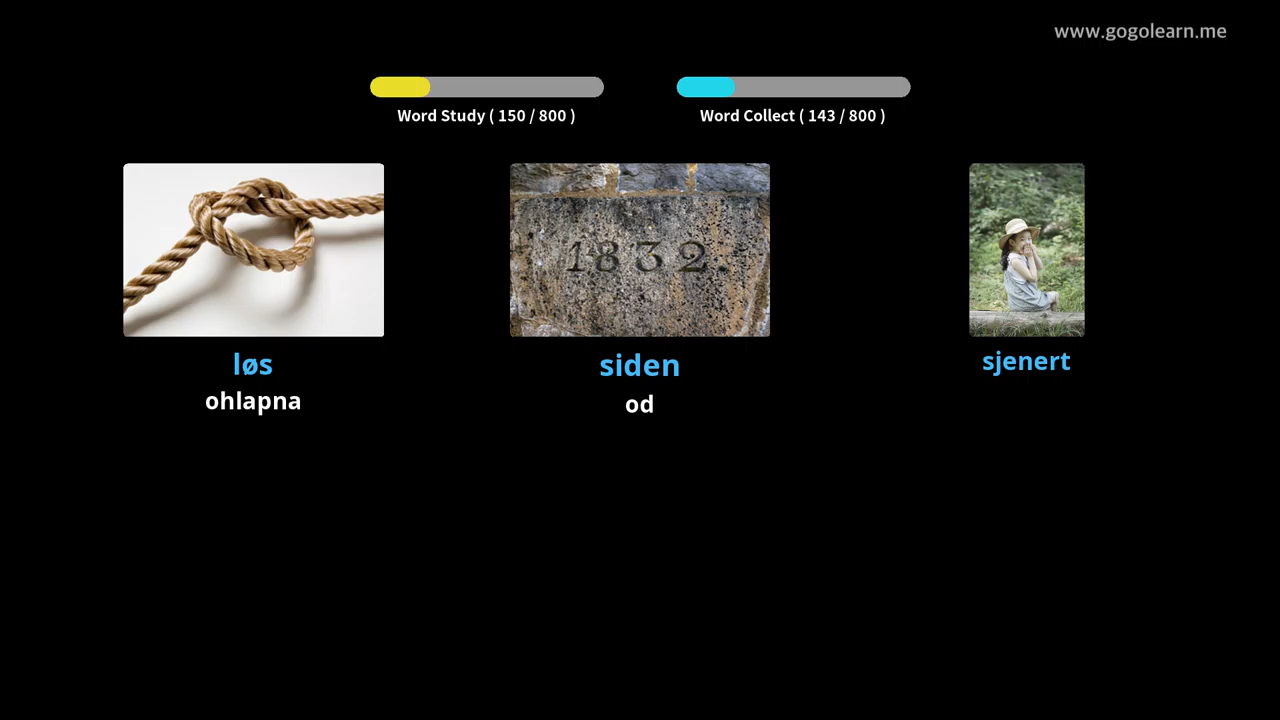 www.gogolearn.me
Word Study ( 150 / 800 )
Word Collect ( 143 / 800 )
1832.
løs
ohlapna
siden
od
sjenert